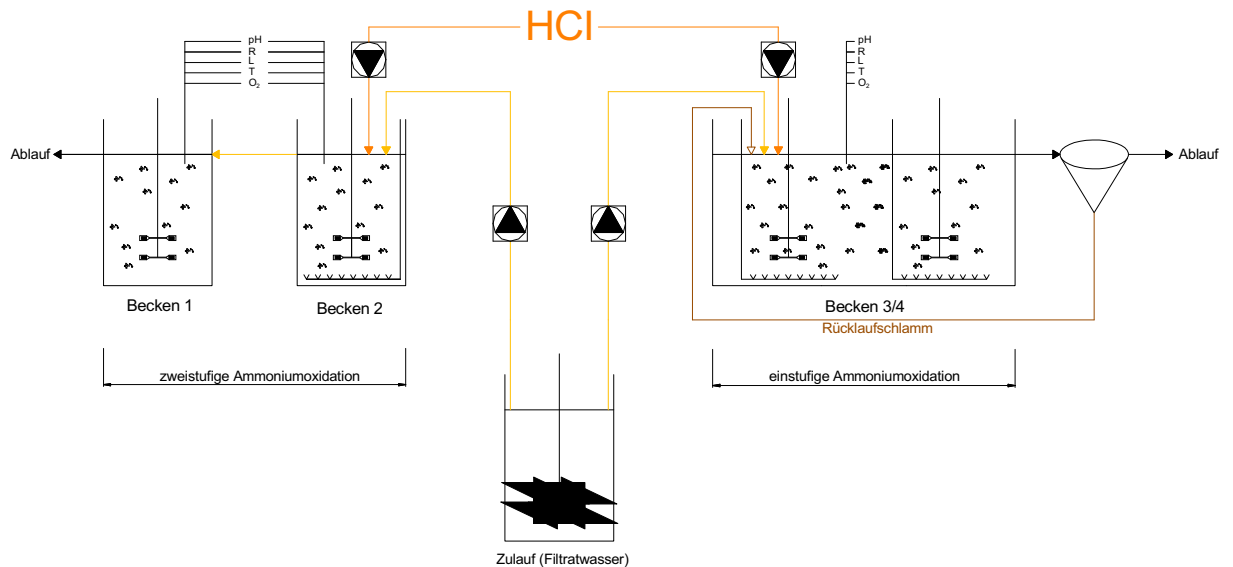 HCl
pH
R
L
T
O₂
pH
R
L
T
O₂
Ablauf
Ablauf
Becken 1
Becken 2
Becken 3/4
Rücklaufschlamm
zweistufige Ammoniumoxidation
einstufige Ammoniumoxidation
Zulauf (Filtratwasser)